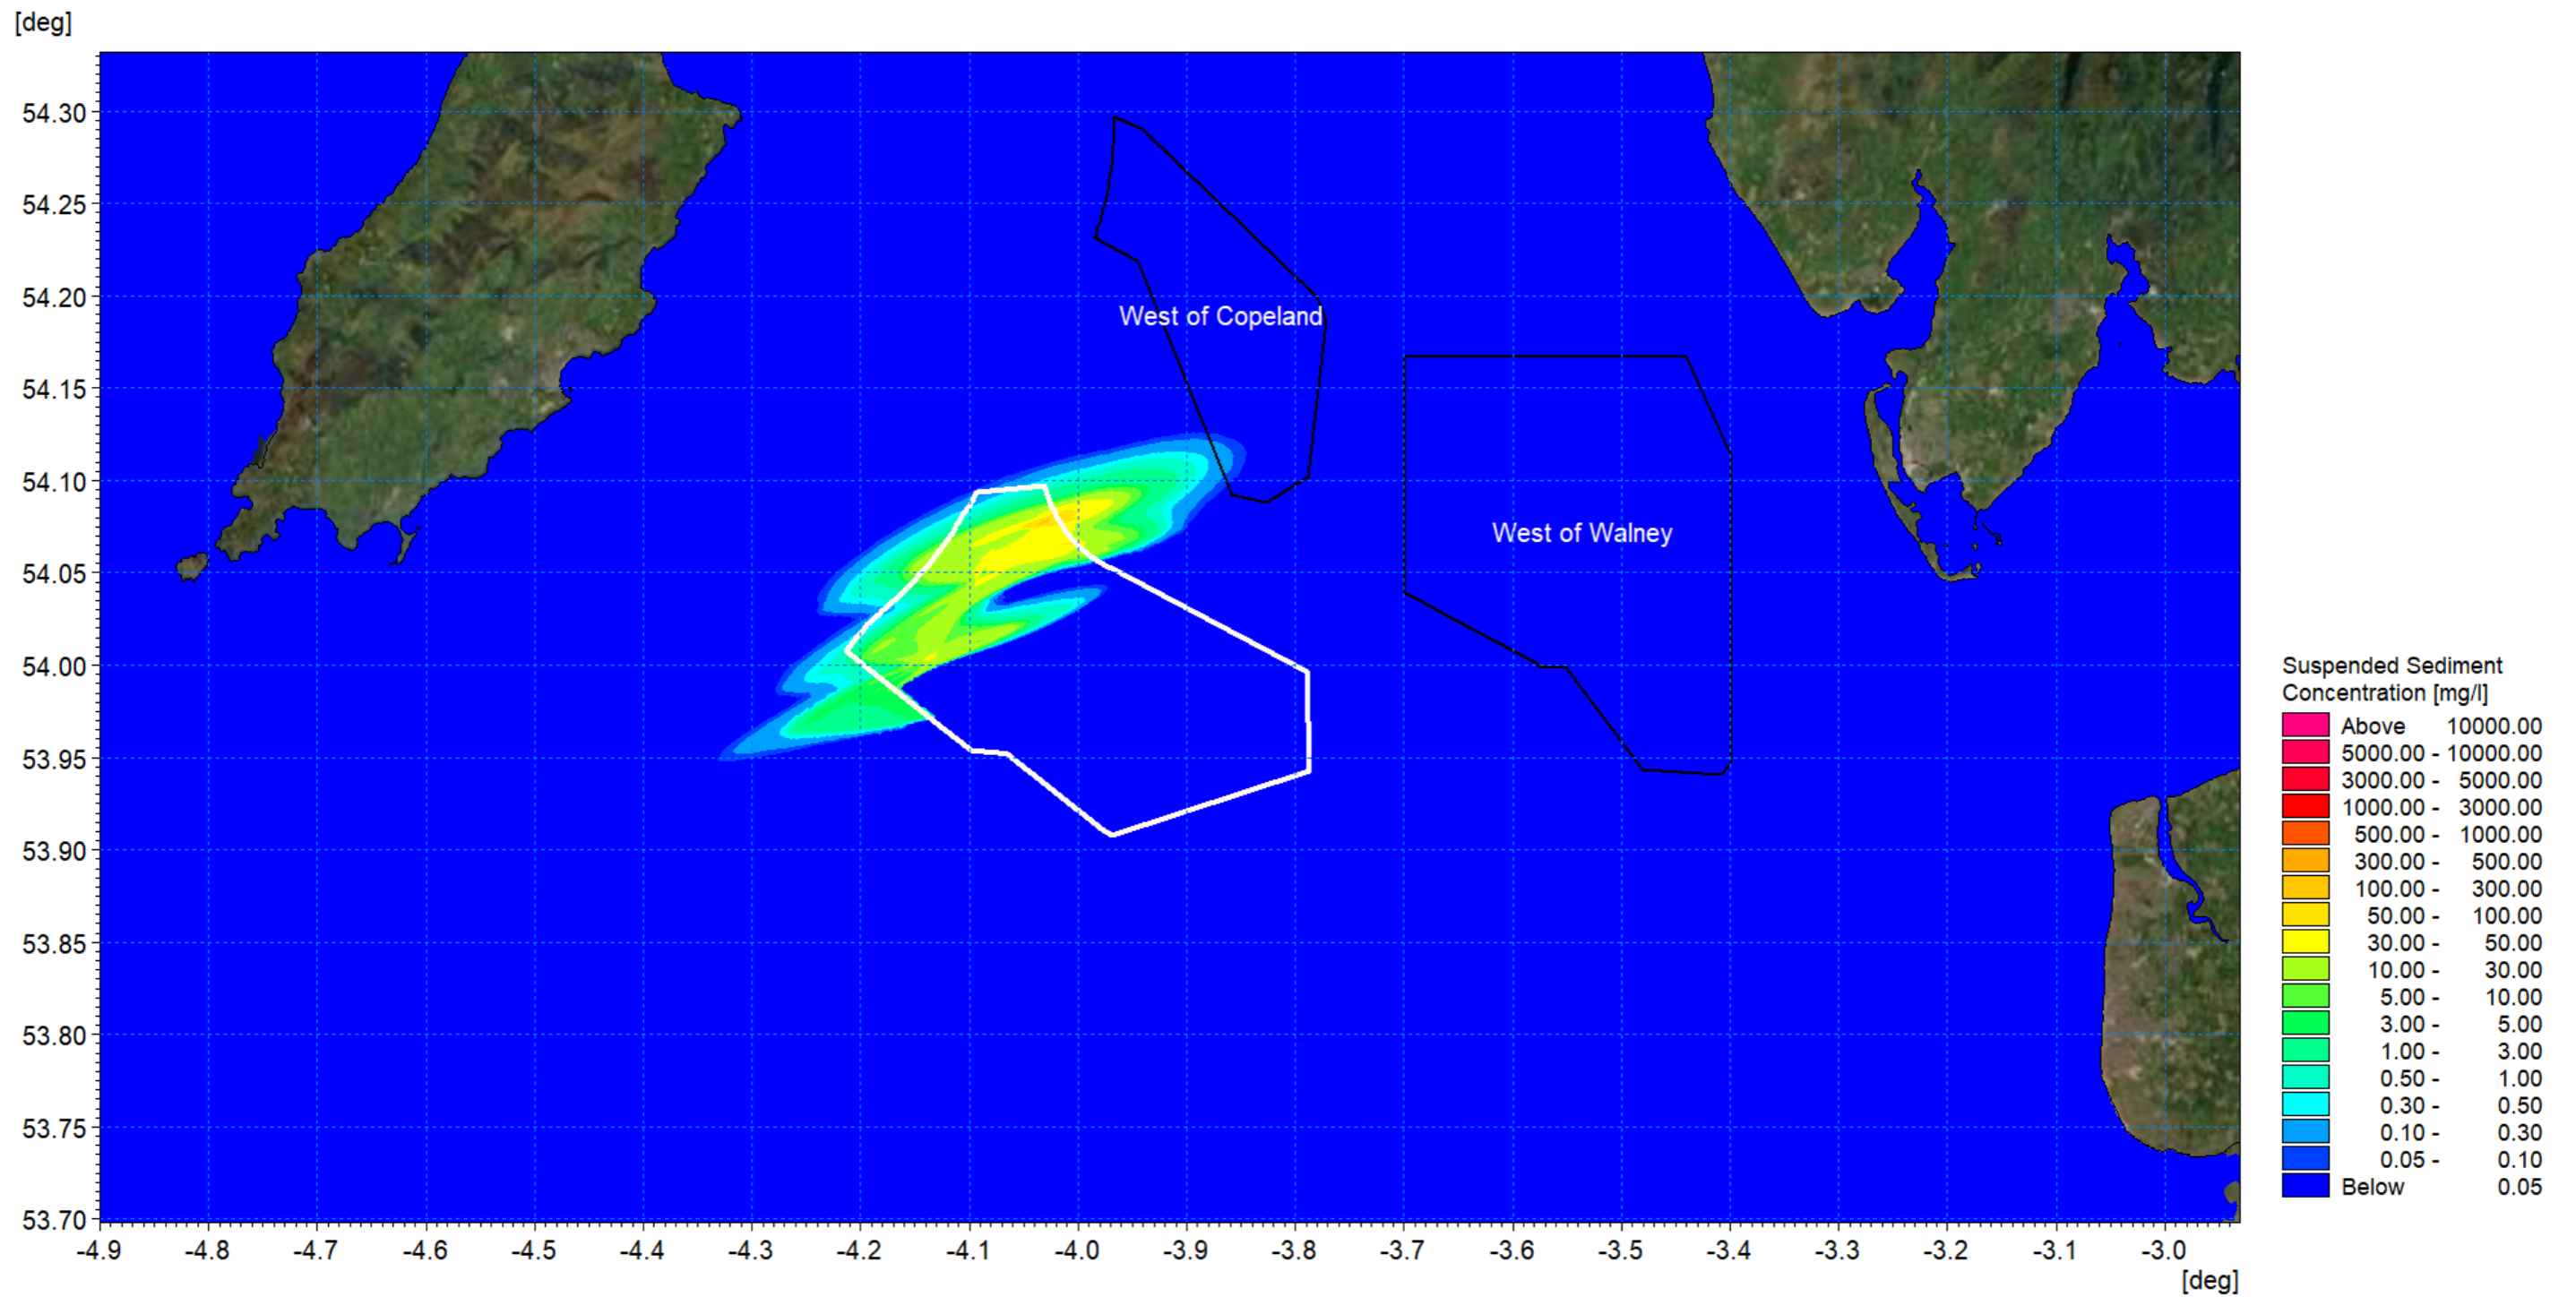 [deg]
54.30
54.25
54.20
West of Copeland
54.15
54.10
West of Walney
54.05
54.00
53.95
53.90
53.85
53.80
53.75
53.70
-4.9 -4.8 -4.7 -4.6 -4.5 -4.4 -4.3 -4.2 -4.1 -4.0 -3.9 -3.8 -3.7 -3.6 -3.5 -3.4 -3.3 -3.2 -3.1 -3.0
[deg]
Suspended Sediment
Concentration [mg/l]
Above 10000.00
5000.00 - 10000.00
3000.00 - 5000.00
1000.00 - 3000.00
500.00 - 1000.00
300.00 - 500.00
100.00 - 300.00
50.00 - 100.00
30.00 - 50.00
10.00 - 30.00
5.00 - 10.00
3.00 - 5.00
1.00 - 3.00
0.50 - 1.00
0.30 - 0.50
0.10 - 0.30
0.05 - 0.10
Below 0.05